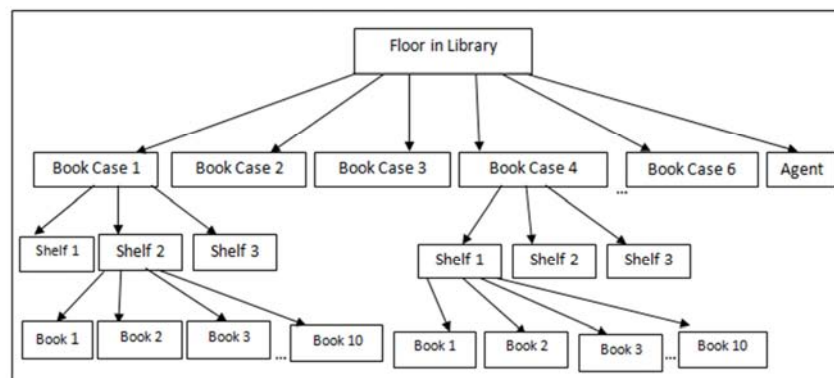 Floor in Library
Book Case 1
Book Case 2
Book Case 3
Book Case 4
...
Book Case 6
Agent
Shelf 1
Shelf 2
Shelf 3
Shelf 1
Shelf 2
Shelf 3
Book 1
Book 2
Book 3
...
Book 10
Book 1
Book 2
Book 3
...
Book 10